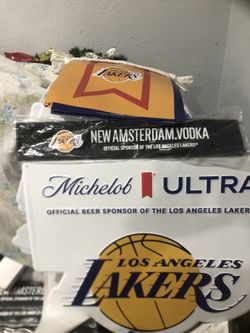 LAKERS
NEW AMSTERDAM.VODKA
OFFICIAL SPONSOR OF THE LOS ANGELES LAKERS
LAKERS
Michelob ULTRA
OFFICIAL BEER SPONSOR OF THE LOS ANGELES LAKERS
LOS ANGELES
LAKERS